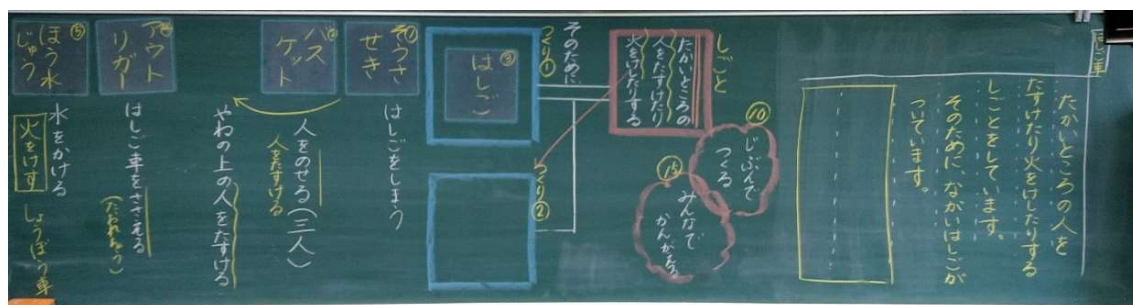 はしご車
たかいところの人を
たすけたり火をけしたりする
しごとをしています。
そのために ながいはしごが
ついています。
⑩
じぶんで
つくる
⑮
みんなで
かんがえる
しごと
たかいところの
人をたすけたり
火をけしたりする
そのために
つくり①
③
はしご
つくり②
①
そうさ
せき
はしごをしまう
②
バス
ケット
人をのせる(三人)
人をたすける
やねの上の人をたすける
アウト
リガー
はしご車をささえる
⑤
ほう水
じゅう
水をかける
火をけす
しょうぼう車